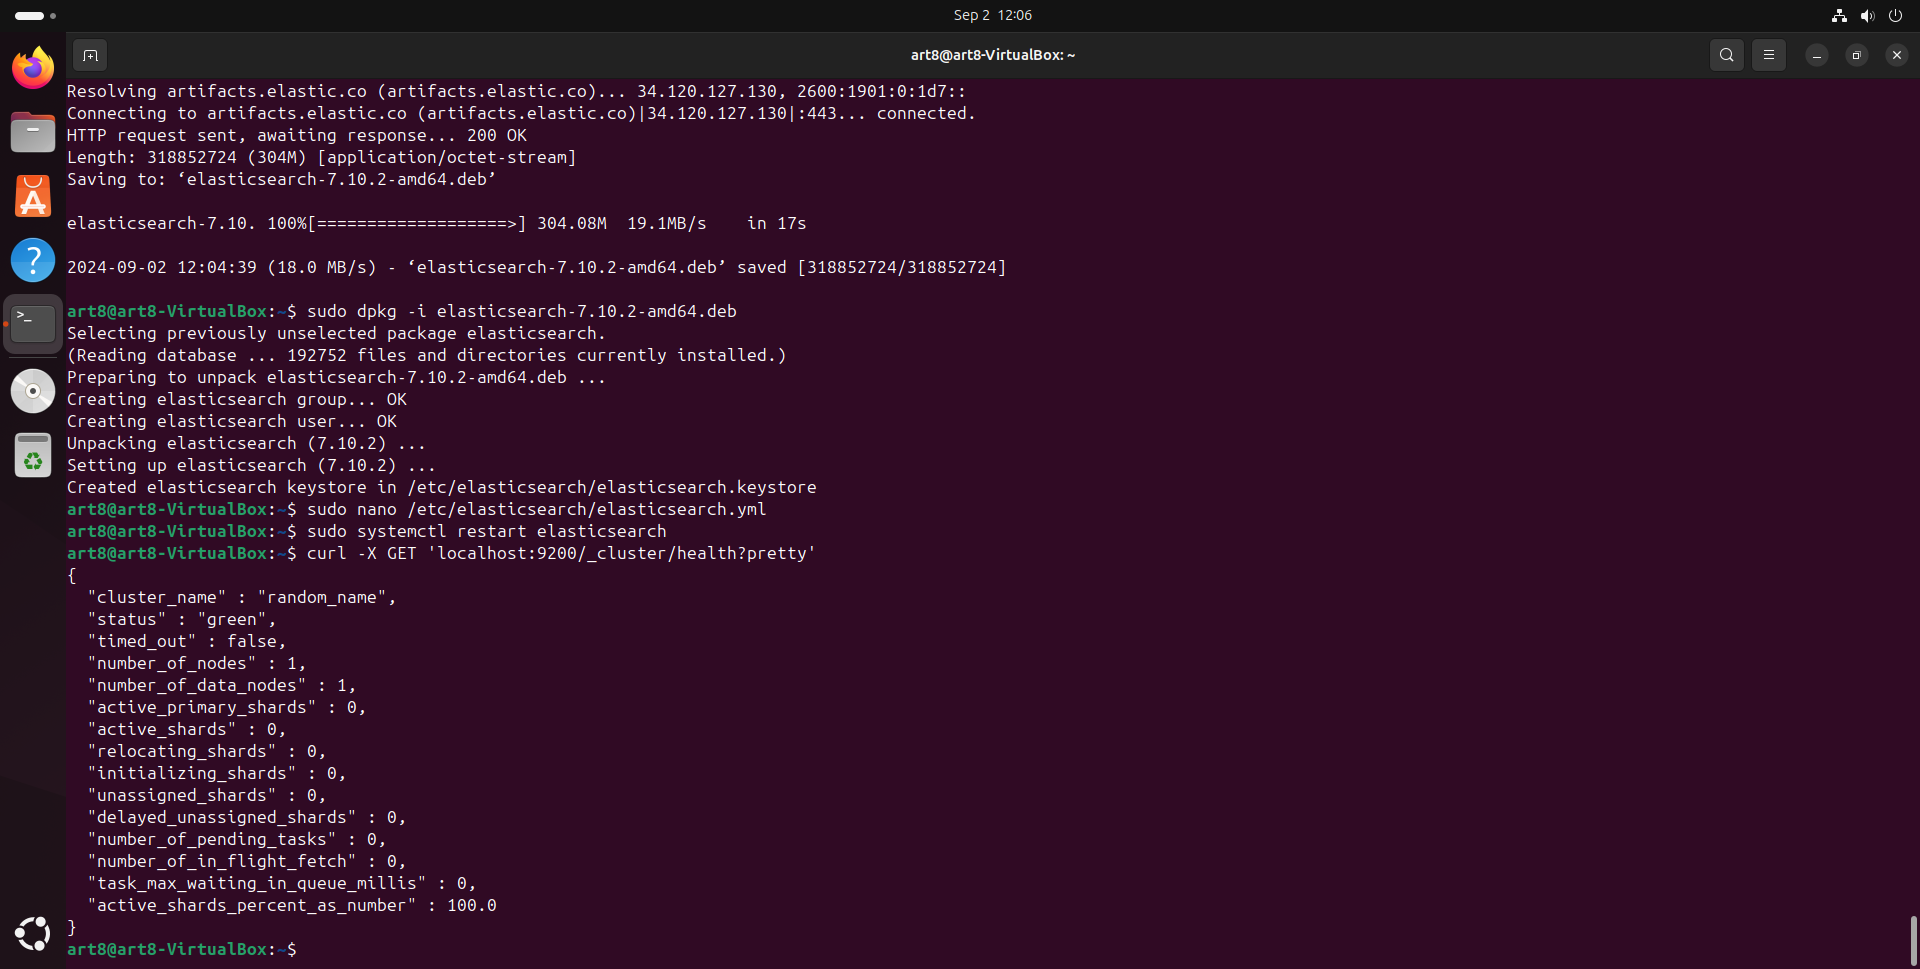 Sep 2  12:06
art8@art8-VirtualBox: ~
Resolving artifacts.elastic.co (artifacts.elastic.co)... 34.120.127.130, 2600:1901:0:1d7::
Connecting to artifacts.elastic.co (artifacts.elastic.co)|34.120.127.130|:443... connected.
HTTP request sent, awaiting response... 200 OK
Length: 318852724 (304M) [application/octet-stream]
Saving to: ‘elasticsearch-7.10.2-amd64.deb’

elasticsearch-7.10. 100%[===================>] 304.08M  19.1MB/s    in 17s

2024-09-02 12:04:39 (18.0 MB/s) - ‘elasticsearch-7.10.2-amd64.deb’ saved [318852724/318852724]

art8@art8-VirtualBox:~$ sudo dpkg -i elasticsearch-7.10.2-amd64.deb
Selecting previously unselected package elasticsearch.
(Reading database ... 192752 files and directories currently installed.)
Preparing to unpack elasticsearch-7.10.2-amd64.deb ...
Creating elasticsearch group... OK
Creating elasticsearch user... OK
Unpacking elasticsearch (7.10.2) ...
Setting up elasticsearch (7.10.2) ...
Created elasticsearch keystore in /etc/elasticsearch/elasticsearch.keystore
art8@art8-VirtualBox:~$ sudo nano /etc/elasticsearch/elasticsearch.yml
art8@art8-VirtualBox:~$ sudo systemctl restart elasticsearch
art8@art8-VirtualBox:~$ curl -X GET 'localhost:9200/_cluster/health?pretty'
{
  "cluster_name" : "random_name",
  "status" : "green",
  "timed_out" : false,
  "number_of_nodes" : 1,
  "number_of_data_nodes" : 1,
  "active_primary_shards" : 0,
  "active_shards" : 0,
  "relocating_shards" : 0,
  "initializing_shards" : 0,
  "unassigned_shards" : 0,
  "delayed_unassigned_shards" : 0,
  "number_of_pending_tasks" : 0,
  "number_of_in_flight_fetch" : 0,
  "task_max_waiting_in_queue_millis" : 0,
  "active_shards_percent_as_number" : 100.0
}
art8@art8-VirtualBox:~$